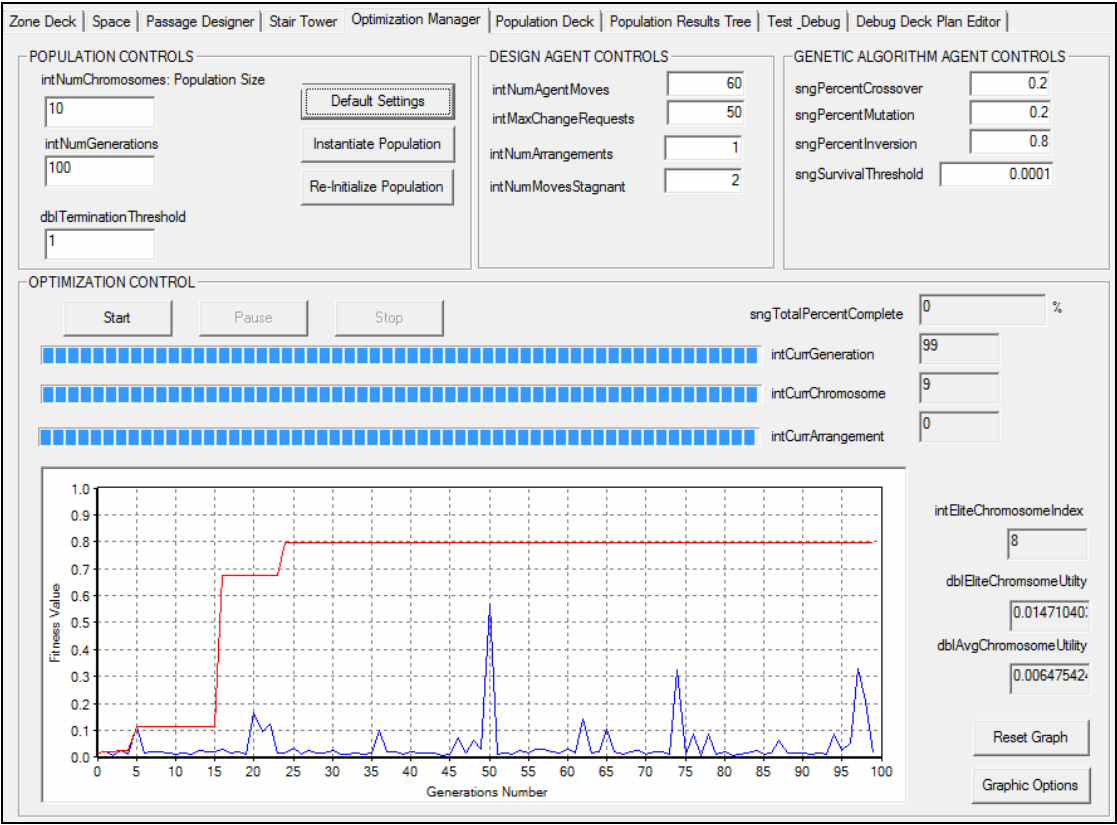 Zone Deck Space Passage Designer Stair Tower Optimization Manager Population Deck Population Results Tree Test _Debug Debug Deck Plan Editor
POPULATION CONTROLS
intNumChromosomes: Population Size
10
intNumGenerations
100
dblTerminationThreshold
1
Default Settings
Instantiate Population
Re-Initialize Population
DESIGN AGENT CONTROLS
intNumAgentMoves 60
intMaxChangeRequests 50
intNumArrangements 1
intNumMovesStagnant 2
GENETIC ALGORITHM AGENT CONTROLS
sngPercentCrossover 0.2
sngPercentMutation 0.2
sngPercentInversion 0.8
sngSurvivalThreshold 0.0001
OPTIMIZATION CONTROL
Start Pause Stop
sngTotalPercentComplete 0 %
intCurrGeneration 99
intCurrChromosome 9
intCurrArrangement 0
1.0
0.9
0.8
0.7
0.6
0.5
0.4
0.3
0.2
0.1
0.0
Fitness Value
0 5 10 15 20 25 30 35 40 45 50 55 60 65 70 75 80 85 90 95 100
Generations Number
intEliteChromosomeIndex
8
dblEliteChromsomeUtilty
0.01471040
dblAvgChromosomeUtility
0.00647542
Reset Graph
Graphic Options